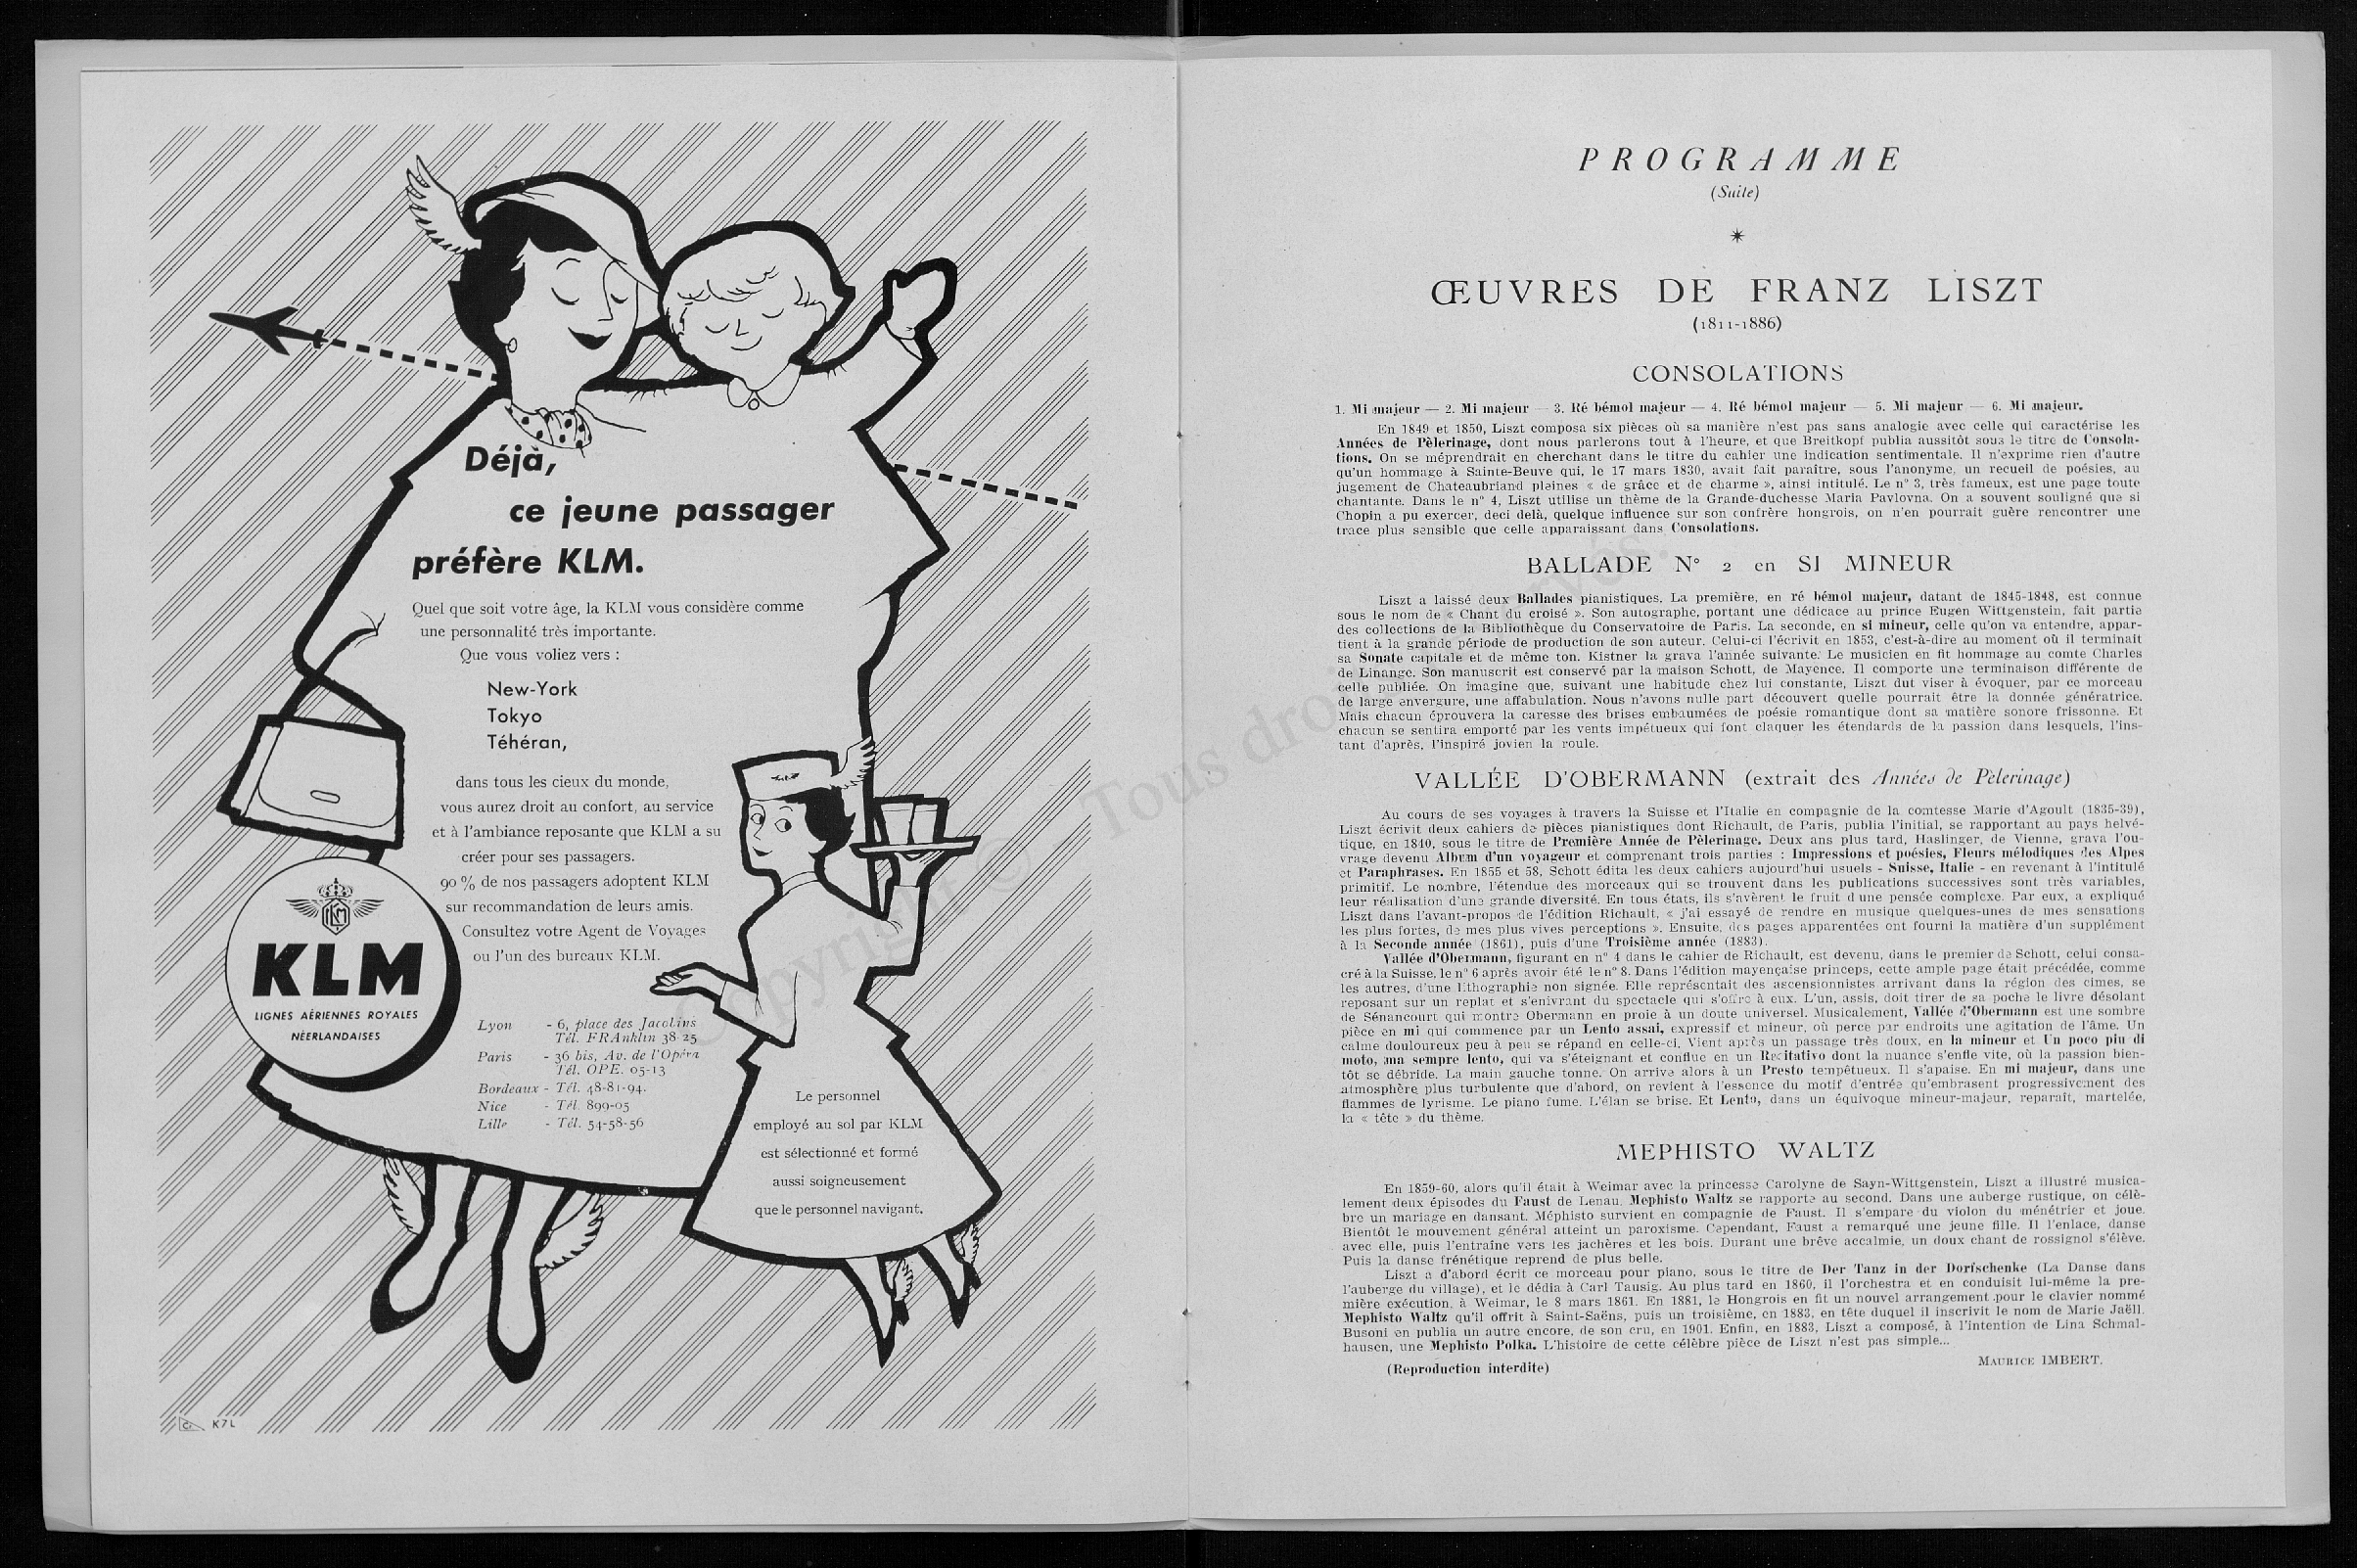 Déjà,
ce jeune passager
préfère KLM.
Quel que soit votre âge, la KLM vous considère comme
une personnalité très importante.
Que vous voliez vers :
New-York
Tokyo
Téhéran,
dans tous les cieux du monde,
vous aurez droit au confort, au service
et à l'ambiance reposante que KLM a su
créer pour ses passagers.
90 % de nos passagers adoptent KLM
sur recommandation de leurs amis.
Consultez votre Agent de Voyages
ou l'un des bureaux KLM.
KLM
KLM
LIGNES AÉRIENNES ROYALES
NÉERLANDAISES
Lyon - 6, place des Jacobins
Tél. FRAnklin 38-25
Paris - 36 bis, Av. de l'Opéra
Tél. OPE. 05-13
Bordeaux - Tél. 48-81-94.
Nice - Tél. 899-05
Lille - Tél. 54-58-56
Le personnel
employé au sol par KLM
est sélectionné et formé
aussi soigneusement
que le personnel navigant.
K7L
PROGRAMME
(Suite)
ŒUVRES DE FRANZ LISZT
(1811-1886)
CONSOLATIONS
1. Mi majeur — 2. Mi majeur — 3. Ré bémol majeur — 4. Ré bémol majeur — 5. Mi majeur — 6. Mi majeur.
En 1849 et 1850, Liszt composa six pièces où sa manière n'est pas sans analogie avec celle qui caractérise les
Années de Pèlerinage, dont nous parlerons tout à l'heure, et que Breitkopf publia aussitôt sous le titre de Consola-
tions. On se méprendrait en cherchant dans le titre du cahier une indication sentimentale. Il n'exprime rien d'autre
qu'un hommage à Sainte-Beuve qui, le 17 mars 1830, avait fait paraître, sous l'anonyme, un recueil de poésies, au
jugement de Chateaubriand pleines « de grâce et de charme », ainsi intitulé. Le n° 3, très fameux, est une page toute
chantante. Dans le n° 4, Liszt utilise un thème de la Grande-duchesse Maria Pavlovna. On a souvent souligné que si
Chopin a pu exercer, deci delà, quelque influence sur son confrère hongrois, on n'en pourrait guère rencontrer une
trace plus sensible que celle apparaissant dans Consolations.
BALLADE N° 2 en SI MINEUR
Liszt a laissé deux Ballades pianistiques. La première, en ré bémol majeur, datant de 1845-1848, est connue
sous le nom de « Chant du croisé ». Son autographe, portant une dédicace au prince Eugen Wittgenstein, fait partie
des collections de la Bibliothèque du Conservatoire de Paris. La seconde, en si mineur, celle qu'on va entendre, appar-
tient à la grande période de production de son auteur. Celui-ci l'écrivit en 1853, c'est-à-dire au moment où il terminait
sa Sonate capitale et de même ton. Kistner la grava l'année suivante. Le musicien en fit hommage au comte Charles
de Linange. Son manuscrit est conservé par la maison Schott, de Mayence. Il comporte une terminaison différente de
celle publiée. On imagine que, suivant une habitude chez lui constante, Liszt dut viser à évoquer, par ce morceau
de large envergure, une affabulation. Nous n'avons nulle part découvert quelle pourrait être la donnée génératrice.
Mais chacun éprouvera la caresse des brises embaumées de poésie romantique dont sa matière sonore frissonne. Et
chacun se sentira emporté par les vents impétueux qui font claquer les étendards de la passion dans lesquels, l'ins-
tant d'après, l'inspiré jovien la roule.
VALLÉE D'OBERMANN (extrait des Années de Pèlerinage)
Au cours de ses voyages à travers la Suisse et l'Italie en compagnie de la comtesse Marie d'Agoult (1835-39),
Liszt écrivit deux cahiers de pièces pianistiques dont Richault, de Paris, publia l'initial, se rapportant au pays helvé-
tique, en 1840, sous le titre de Première Année de Pèlerinage. Deux ans plus tard, Haslinger, de Vienne, grava l'ou-
vrage devenu Album d'un voyageur et comprenant trois parties : Impressions et poésies, Fleurs mélodiques des Alpes
et Paraphrases. En 1855 et 58, Schott édita les deux cahiers aujourd'hui usuels - Suisse, Italie - en revenant à l'intitulé
primitif. Le nombre, l'étendue des morceaux qui se trouvent dans les publications successives sont très variables,
leur réalisation d'une grande diversité. En tous états, ils s'avèrent le fruit d'une pensée complexe. Par eux, a expliqué
Liszt dans l'avant-propos de l'édition Richault, « j'ai essayé de rendre en musique quelques-unes de mes sensations
les plus fortes, de mes plus vives perceptions ». Ensuite, des pages apparentées ont fourni la matière d'un supplément
à la Seconde année (1861), puis d'une Troisième année (1883).
Vallée d'Obermann, figurant en n° 4 dans le cahier de Richault, est devenu, dans le premier de Schott, celui consa-
cré à la Suisse, le n° 6 après avoir été le n° 8. Dans l'édition mayençaise princeps, cette ample page était précédée, comme
les autres, d'une lithographie non signée. Elle représentait des ascensionnistes arrivant dans la région des cimes, se
reposant sur un replat et s'enivrant du spectacle qui s'offre à eux. L'un, assis, doit tirer de sa poche le livre désolant
de Sénancourt qui montre Obermann en proie à un doute universel. Musicalement, Vallée d'Obermann est une sombre
pièce en mi qui commence par un Lento assai, expressif et mineur, où perce par endroits une agitation de l'âme. Un
calme douloureux peu à peu se répand en celle-ci. Vient après un passage très doux, en la mineur et Un poco piu di
moto, ma sempre lento, qui va s'éteignant et conflue en un Recitativo dont la nuance s'enfle vite, où la passion bien-
tôt se débride. La main gauche tonne. On arrive alors à un Presto tempêtueux. Il s'apaise. En mi majeur, dans une
atmosphère plus turbulente que d'abord, on revient à l'essence du motif d'entrée qu'embrasent progressivement des
flammes de lyrisme. Le piano fume. L'élan se brise. Et Lento, dans un équivoque mineur-majeur, reparaît, martelée,
la « tête » du thème.
MEPHISTO WALTZ
En 1859-60, alors qu'il était à Weimar avec la princesse Carolyne de Sayn-Wittgenstein, Liszt a illustré musica-
lement deux épisodes du Faust de Lenau. Mephisto Waltz se rapporte au second. Dans une auberge rustique, on célè-
bre un mariage en dansant. Méphisto survient en compagnie de Faust. Il s'empare du violon du ménétrier et joue.
Bientôt le mouvement général atteint un paroxisme. Cependant, Faust a remarqué une jeune fille. Il l'enlace, danse
avec elle, puis l'entraîne vers les jachères et les bois. Durant une brève accalmie, un doux chant de rossignol s'élève.
Puis la danse frénétique reprend de plus belle.
Liszt a d'abord écrit ce morceau pour piano, sous le titre de Der Tanz in der Dorfschenke (La Danse dans
l'auberge du village), et le dédia à Carl Tausig. Au plus tard en 1860, il l'orchestra et en conduisit lui-même la pre-
mière exécution, à Weimar, le 8 mars 1861. En 1881, le Hongrois en fit un nouvel arrangement pour le clavier nommé
Mephisto Waltz qu'il offrit à Saint-Saëns, puis un troisième, en 1883, en tête duquel il inscrivit le nom de Marie Jaëll.
Busoni en publia un autre encore, de son cru, en 1901. Enfin, en 1883, Liszt a composé, à l'intention de Lina Schmal-
hausen, une Mephisto Polka. L'histoire de cette célèbre pièce de Liszt n'est pas simple...
(Reproduction interdite)
MAURICE IMBERT.
Copyright © Tous droits